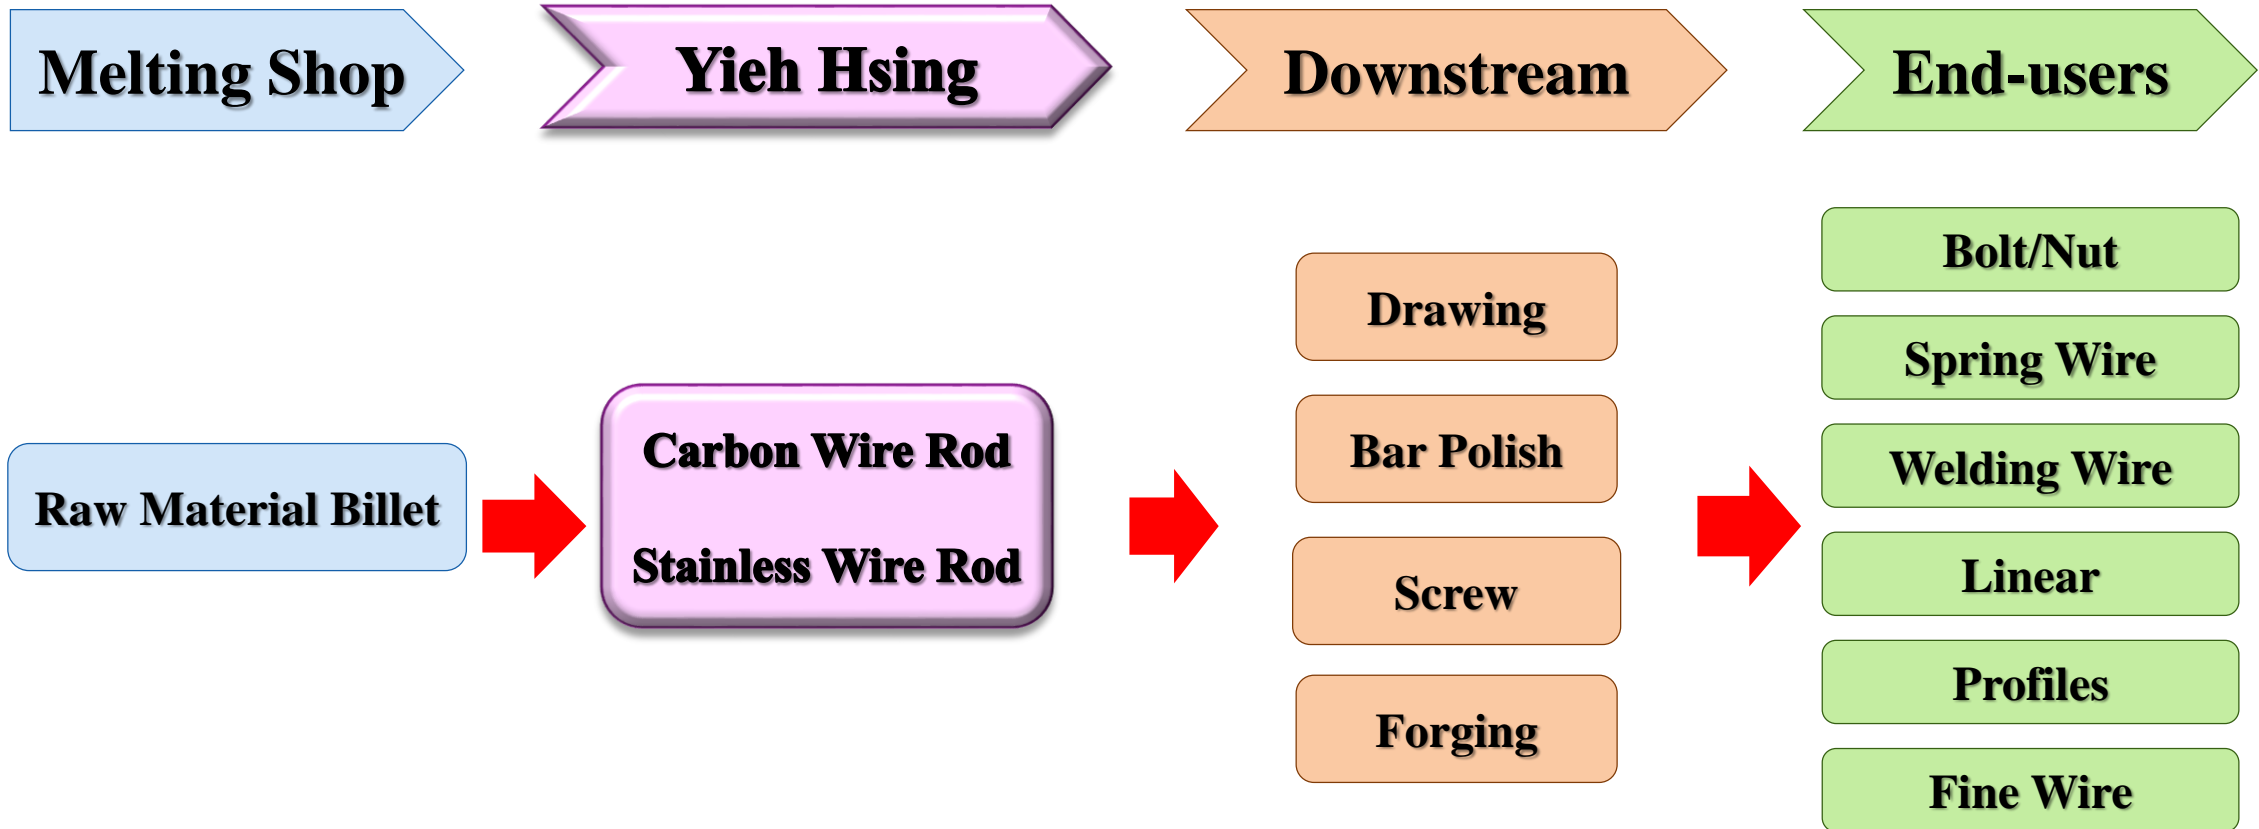 Melting Shop
Yieh Hsing
Downstream
End-users
Raw Material Billet
Carbon Wire Rod
Stainless Wire Rod
Drawing
Bar Polish
Screw
Forging
Bolt/Nut
Spring Wire
Welding Wire
Linear
Profiles
Fine Wire